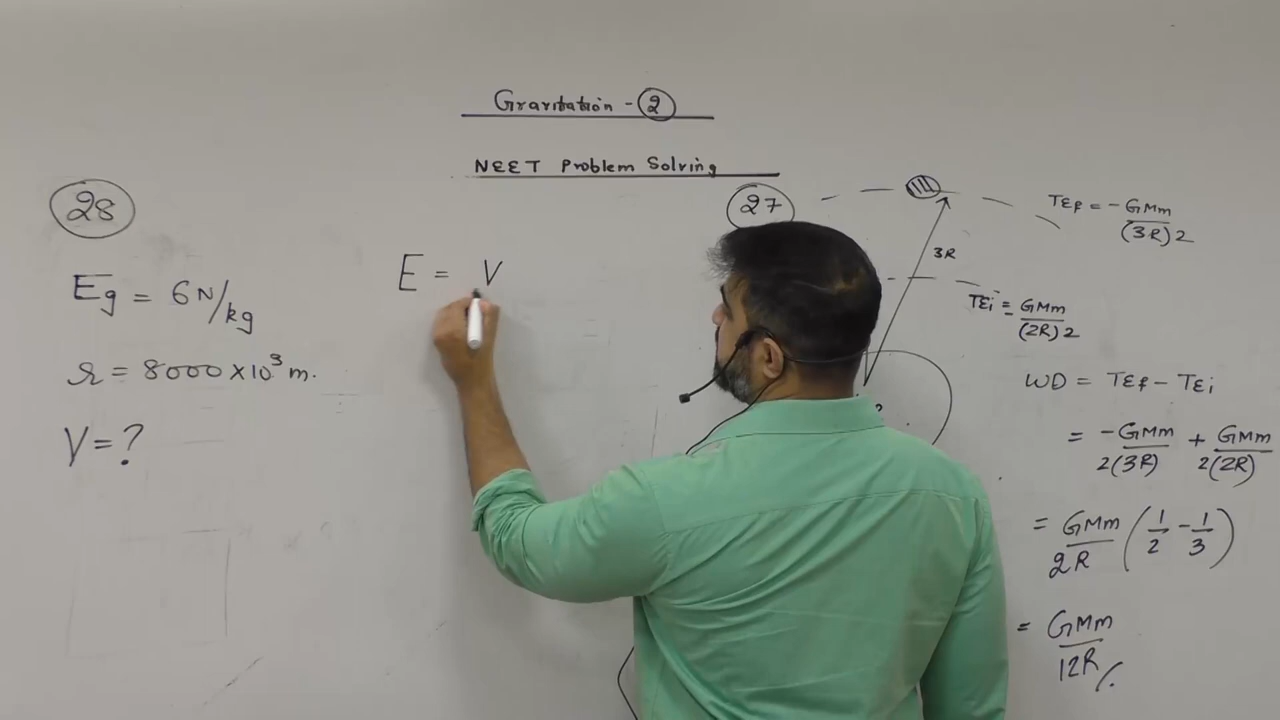 Gravitation - 2
NEET Problem Solving
28
Eg = 6 N/kg
r = 8000 × 10³ m.
V = ?
E = V
27
3R
TEf = -GMm/(3R)2
TEi = -GMm/(2R)2
WD = TEf - TEi
= -GMm/2(3R) + GMm/2(2R)
= GMm/2R (1/2 - 1/3)
= GMm/12R